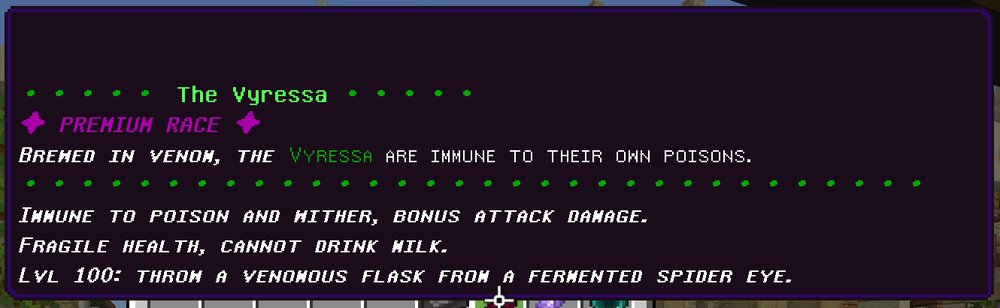 • • • • • The Vyressa • • • • •
✦ PREMIUM RACE ✦
Brewed in venom, the Vyressa are immune to their own poisons.
• • • • • • • • • • • • • • • • • • • • • • • • • • • • • • • •
Immune to poison and wither, bonus attack damage.
Fragile health, cannot drink milk.
Lvl 100: throw a venomous flask from a fermented spider eye.